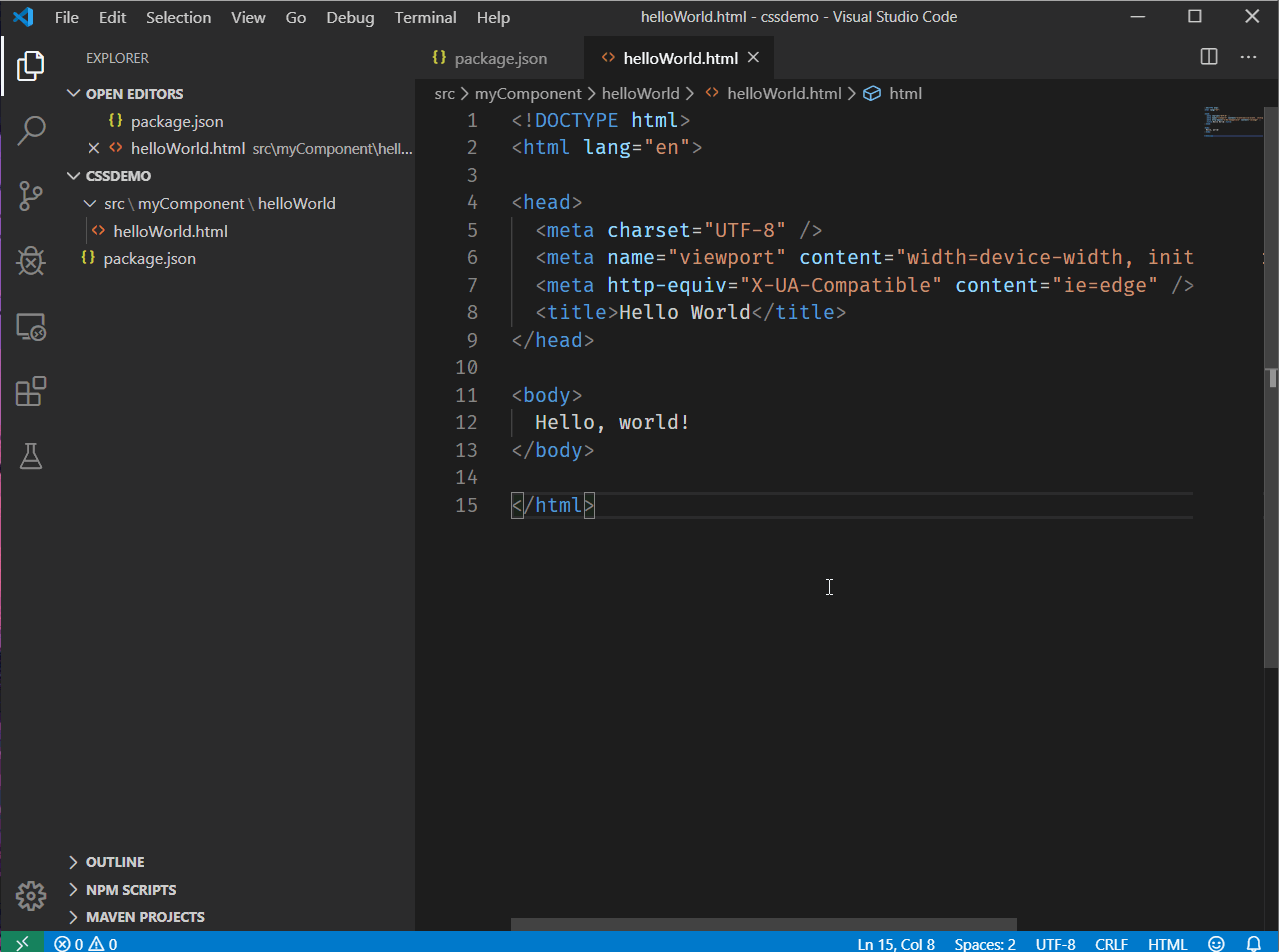 File Edit Selection View Go Debug Terminal Help helloWorld.html - cssdemo - Visual Studio Code
EXPLORER
OPEN EDITORS
{} package.json
helloWorld.html src\myComponent\hell...
CSSDEMO
src \ myComponent \ helloWorld
<> helloWorld.html
{} package.json
OUTLINE
NPM SCRIPTS
MAVEN PROJECTS
{} package.json <> helloWorld.html
src > myComponent > helloWorld > <> helloWorld.html > html
1 <!DOCTYPE html>
2 <html lang="en">
3
4 <head>
5 <meta charset="UTF-8" />
6 <meta name="viewport" content="width=device-width, init
7 <meta http-equiv="X-UA-Compatible" content="ie=edge" />
8 <title>Hello World</title>
9 </head>
10
11 <body>
12 Hello, world!
13 </body>
14
15 </html>
0 0 Ln 15, Col 8 Spaces: 2 UTF-8 CRLF HTML